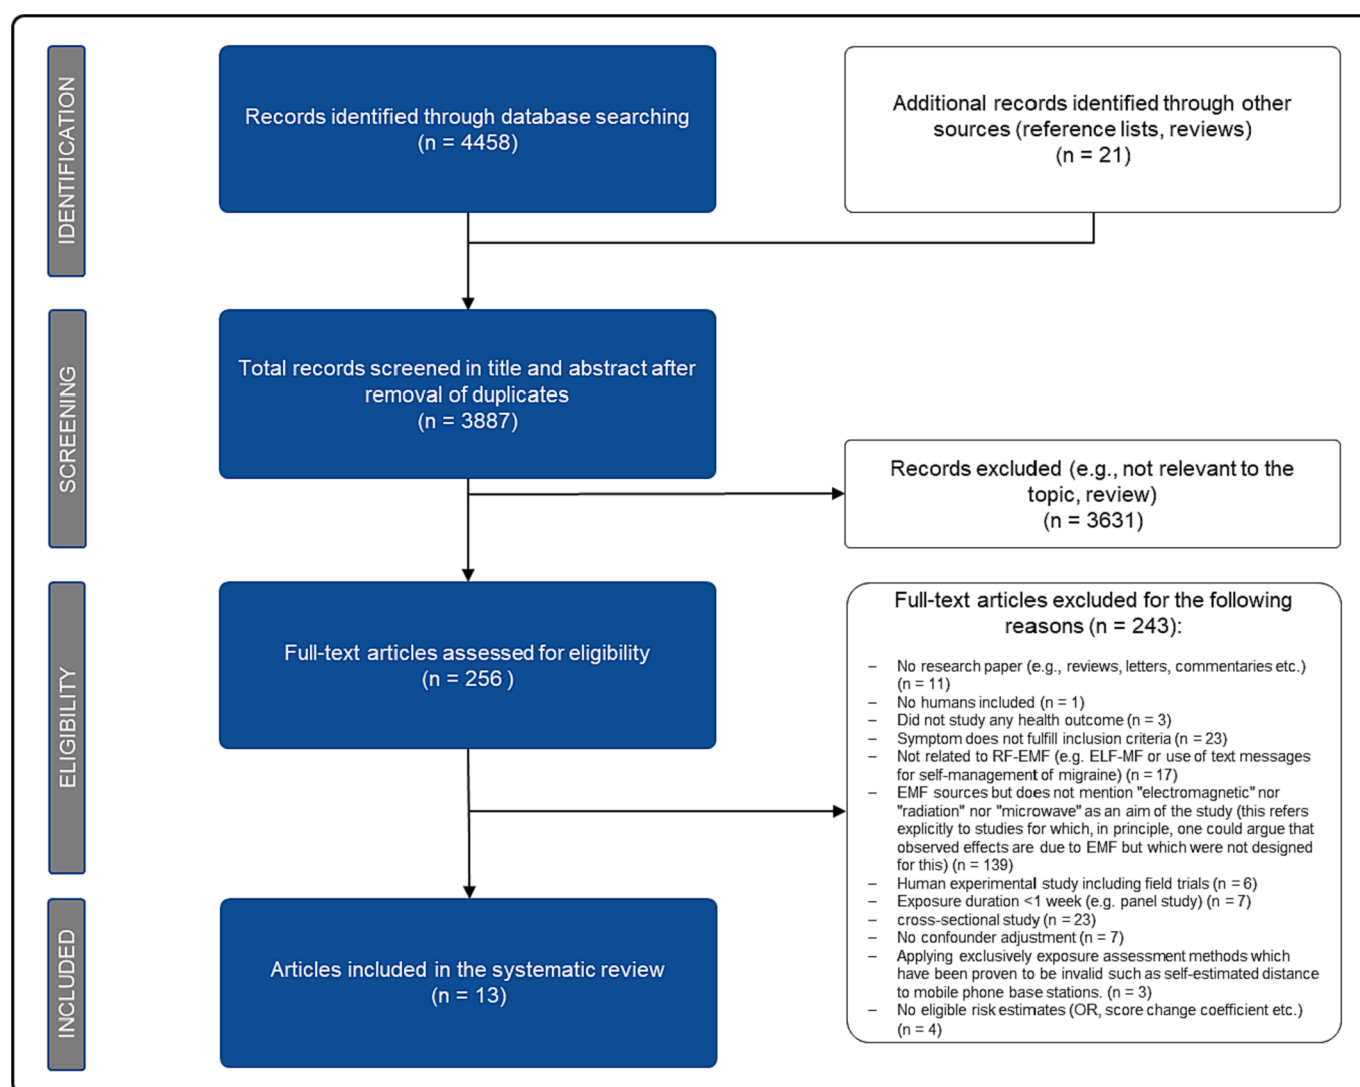 IDENTIFICATION
Records identified through database searching
(n = 4458)
Additional records identified through other
sources (reference lists, reviews)
(n = 21)
SCREENING
Total records screened in title and abstract after
removal of duplicates
(n = 3887)
Records excluded (e.g., not relevant to the
topic, review)
(n = 3631)
ELIGIBILITY
Full-text articles assessed for eligibility
(n = 256 )
Full-text articles excluded for the following
reasons (n = 243):
– No research paper (e.g., reviews, letters, commentaries etc.)
(n = 11)
– No humans included (n = 1)
– Did not study any health outcome (n = 3)
– Symptom does not fulfill inclusion criteria (n = 23)
– Not related to RF-EMF (e.g. ELF-MF or use of text messages
for self-management of migraine) (n = 17)
– EMF sources but does not mention "electromagnetic" nor
"radiation" nor "microwave" as an aim of the study (this refers
explicitly to studies for which, in principle, one could argue that
observed effects are due to EMF but which were not designed
for this) (n = 139)
– Human experimental study including field trials (n = 6)
– Exposure duration <1 week (e.g. panel study) (n = 7)
– cross-sectional study (n = 23)
– No confounder adjustment (n = 7)
– Applying exclusively exposure assessment methods which
have been proven to be invalid such as self-estimated distance
to mobile phone base stations. (n = 3)
– No eligible risk estimates (OR, score change coefficient etc.)
(n = 4)
INCLUDED
Articles included in the systematic review
(n = 13)